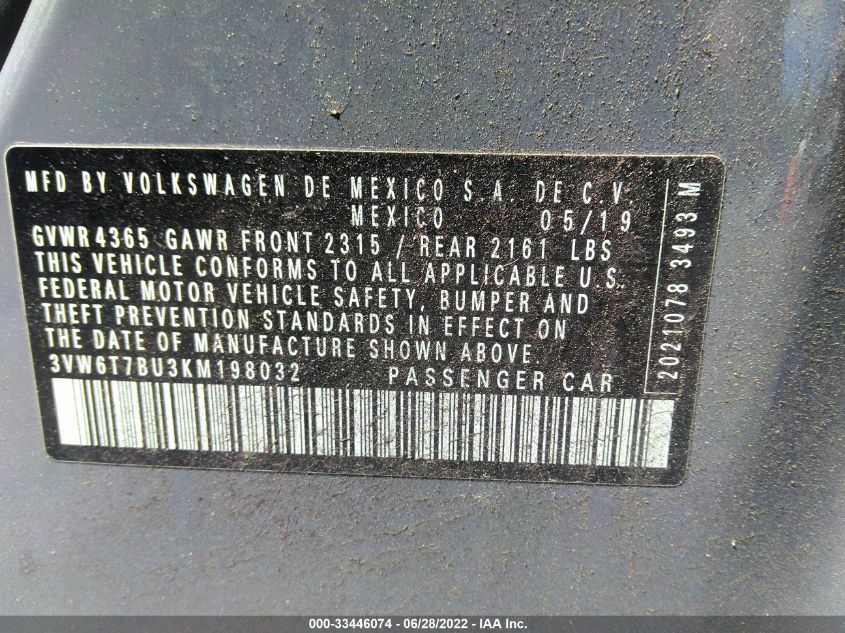 MFD BY VOLKSWAGEN DE MEXICO S.A. DE C.V.
MEXICO 05/19
GVWR 4365 GAWR FRONT 2315 / REAR 2161 LBS
THIS VEHICLE CONFORMS TO ALL APPLICABLE U.S.
FEDERAL MOTOR VEHICLE SAFETY, BUMPER AND
THEFT PREVENTION STANDARDS IN EFFECT ON
THE DATE OF MANUFACTURE SHOWN ABOVE.
3VW6T7BU3KM198032 PASSENGER CAR
2021078 3493 M
000-33446074 / 06/28/2022 - IAA Inc.